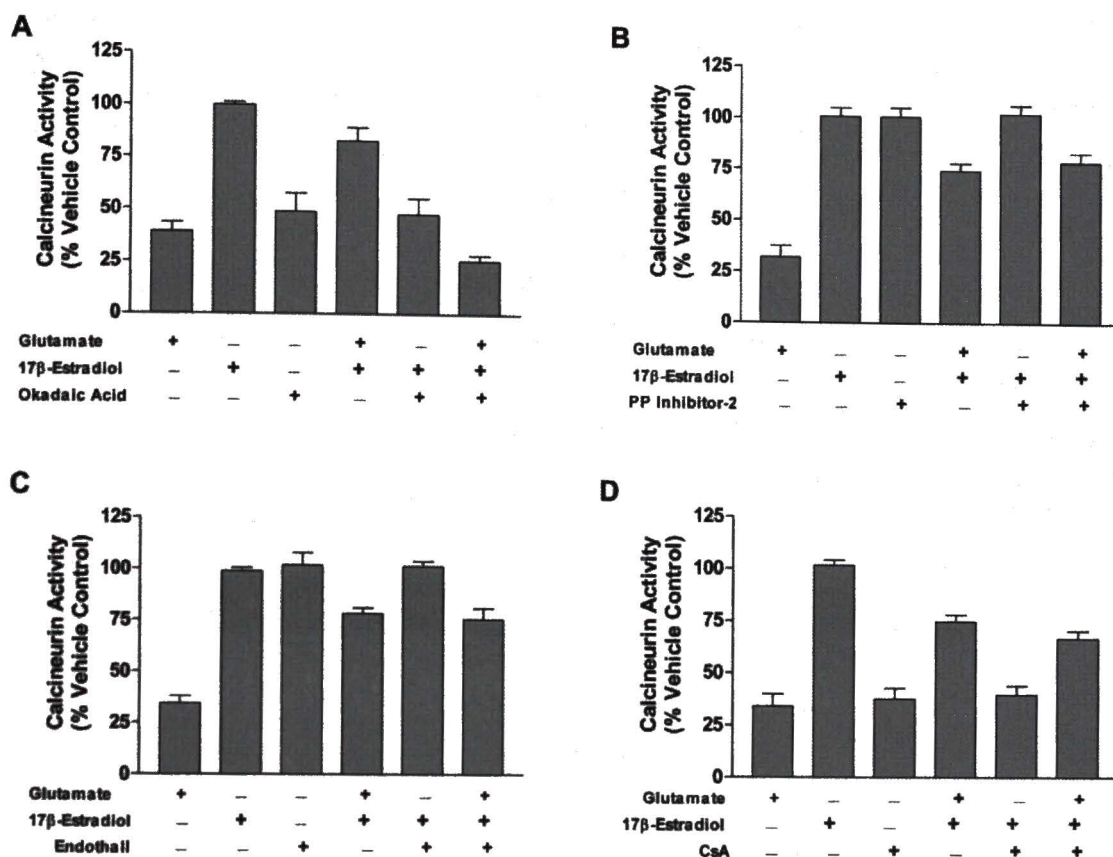 A
Calcineurin Activity
(% Vehicle Control)
125
100
75
50
25
0
Glutamate + – – + – +
17β-Estradiol – + – + + +
Okadaic Acid – – + – + +
B
Calcineurin Activity
(% Vehicle Control)
125
100
75
50
25
0
Glutamate + – – + – +
17β-Estradiol – + – + + +
PP Inhibitor-2 – – + – + +
C
Calcineurin Activity
(% Vehicle Control)
125
100
75
50
25
0
Glutamate + – – + – +
17β-Estradiol – + – + + +
Endothall – – + – + +
D
Calcineurin Activity
(% Vehicle Control)
125
100
75
50
25
0
Glutamate + – – + – +
17β-Estradiol – + – + + +
CsA – – + – + +